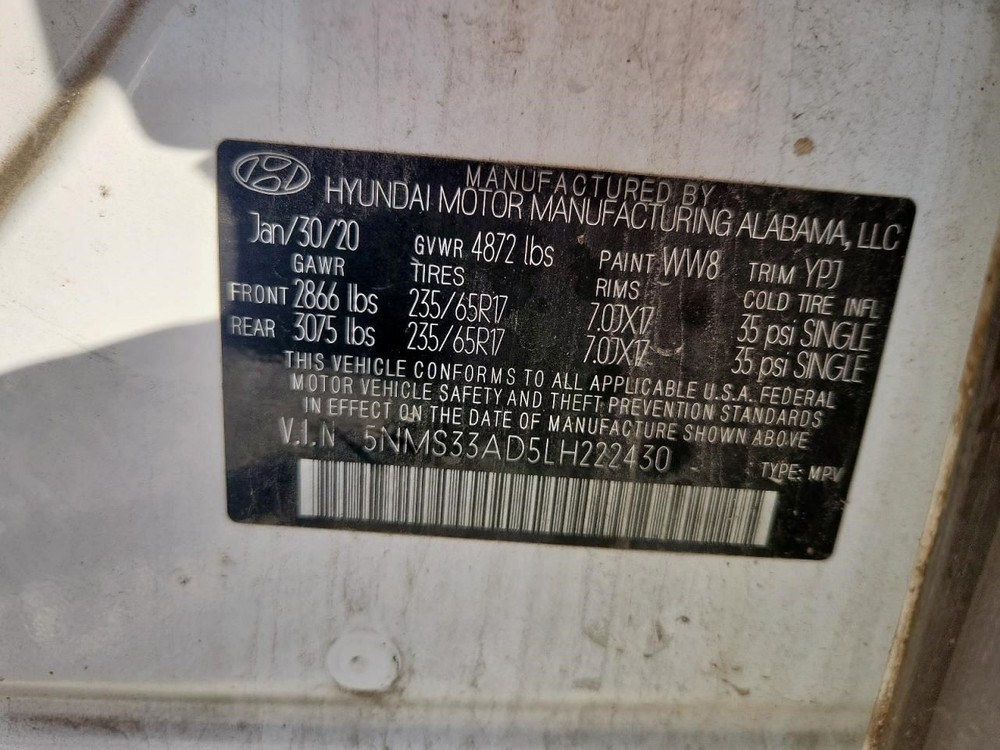 MANUFACTURED BY
HYUNDAI MOTOR MANUFACTURING ALABAMA, LLC
Jan/30/20 GVWR 4872 lbs PAINT WW8 TRIM YPJ
GAWR TIRES RIMS COLD TIRE INFL
FRONT 2866 lbs 235/65R17 7.0JX17 35 psi SINGLE
REAR 3075 lbs 235/65R17 7.0JX17 35 psi SINGLE
THIS VEHICLE CONFORMS TO ALL APPLICABLE U.S.A. FEDERAL
MOTOR VEHICLE SAFETY AND THEFT PREVENTION STANDARDS
IN EFFECT ON THE DATE OF MANUFACTURE SHOWN ABOVE
V.I.N 5NMS33AD5LH222430 TYPE: MPV